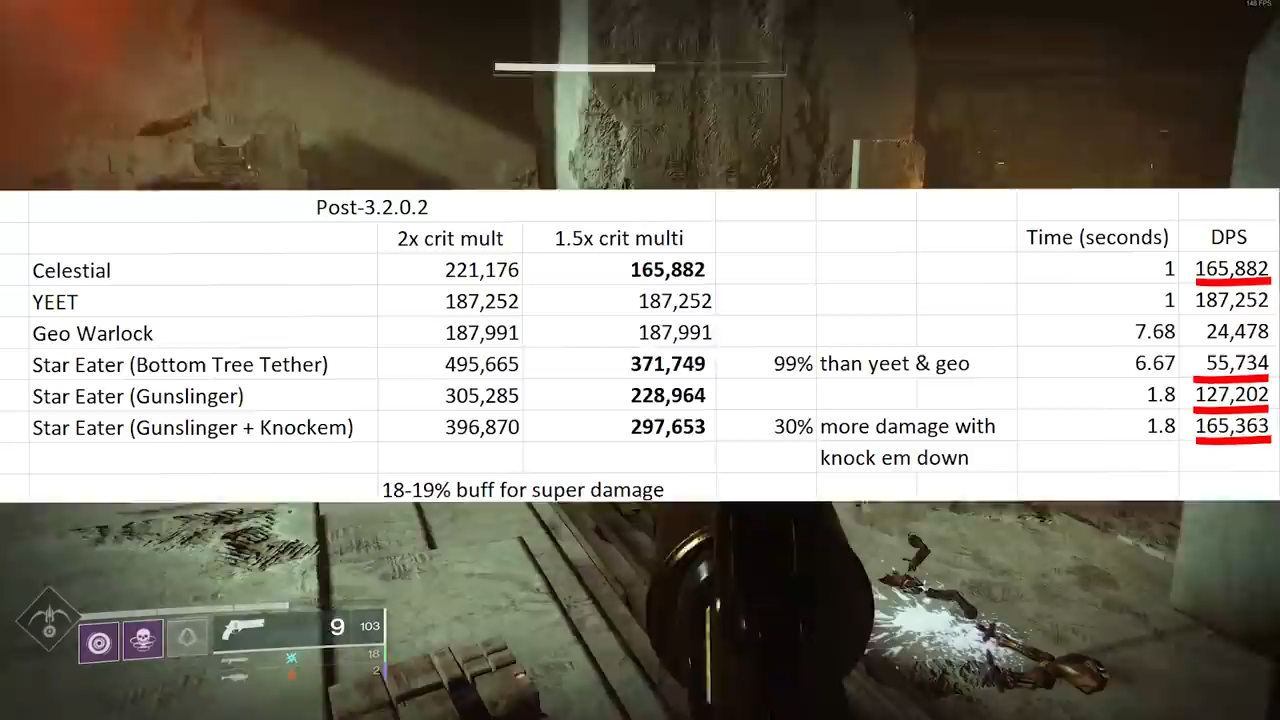 148 FPS
Post-3.2.0.2
2x crit mult 1.5x crit multi Time (seconds) DPS
Celestial 221,176 165,882 1 165,882
YEET 187,252 187,252 1 187,252
Geo Warlock 187,991 187,991 7.68 24,478
Star Eater (Bottom Tree Tether) 495,665 371,749 99% than yeet & geo 6.67 55,734
Star Eater (Gunslinger) 305,285 228,964 1.8 127,202
Star Eater (Gunslinger + Knockem) 396,870 297,653 30% more damage with 1.8 165,363
knock em down
18-19% buff for super damage
9 103
18
2